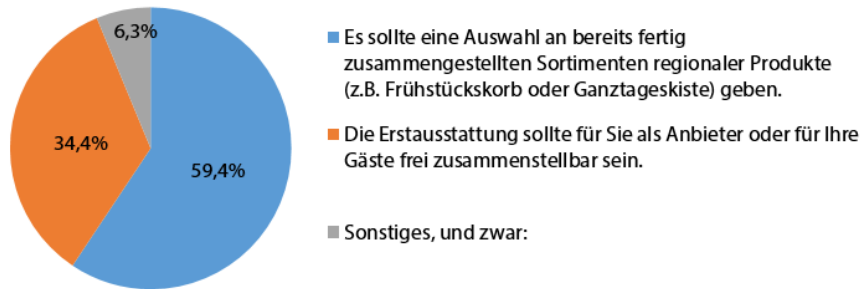 6,3%
34,4%
59,4%
Es sollte eine Auswahl an bereits fertig
zusammengestellten Sortimenten regionaler Produkte
(z.B. Frühstückskorb oder Ganztageskiste) geben.
Die Erstausstattung sollte für Sie als Anbieter oder für Ihre
Gäste frei zusammenstellbar sein.
Sonstiges, und zwar: